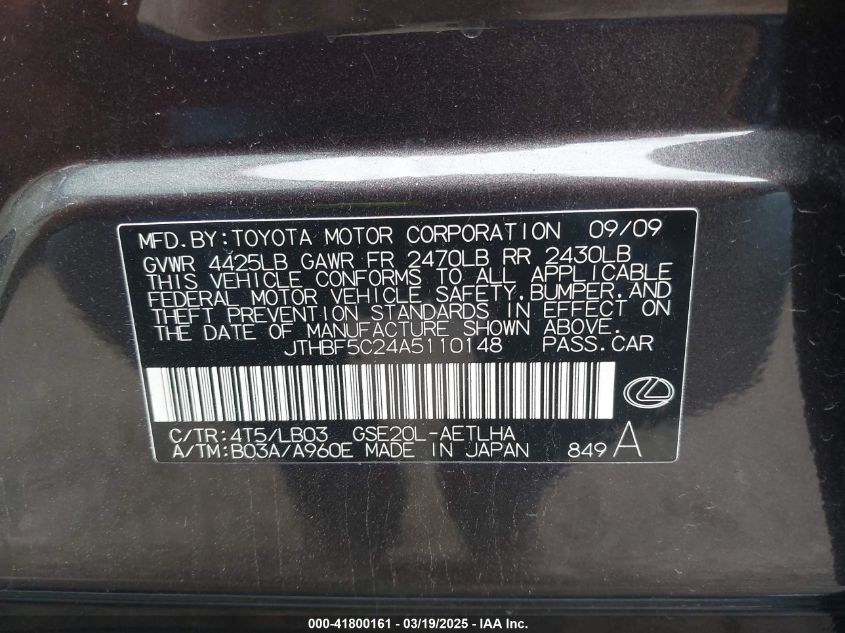 MFD. BY: TOYOTA MOTOR CORPORATION 09/09
GVWR 4425LB GAWR FR 2470LB RR 2430LB
THIS VEHICLE CONFORMS TO ALL APPLICABLE
FEDERAL MOTOR VEHICLE SAFETY, BUMPER, AND
THEFT PREVENTION STANDARDS IN EFFECT ON
THE DATE OF MANUFACTURE SHOWN ABOVE.
JTHBF5C24A5110148 PASS. CAR
C/TR: 4T5/LB03 GSE20L-AETLHA
A/TM: B03A/A960E MADE IN JAPAN 849 A
000-41800161 - 03/19/2025 - IAA Inc.